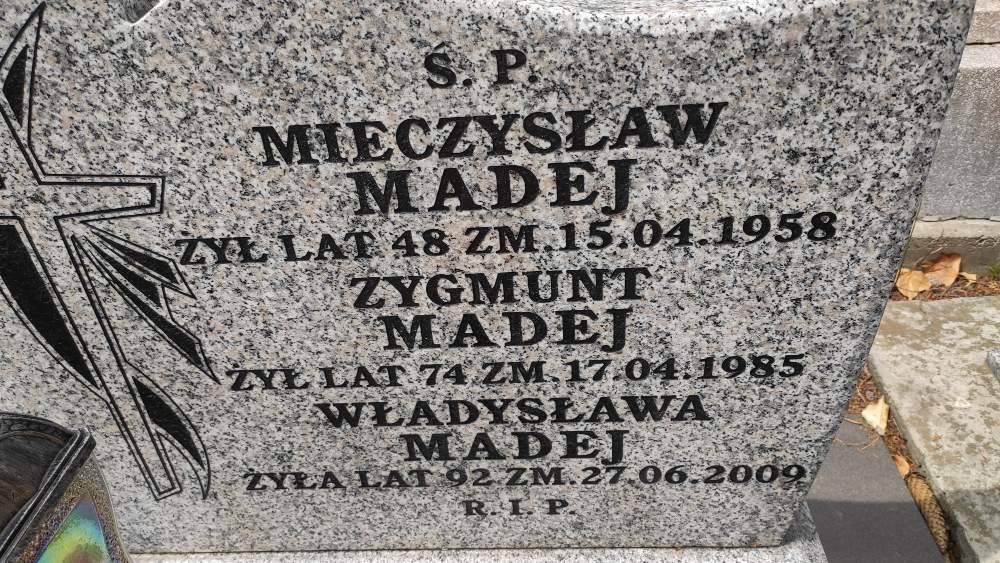 Ś. P.
MIECZYSŁAW
MADEJ
ŻYŁ LAT 48 ZM. 15.04.1958
ZYGMUNT
MADEJ
ŻYŁ LAT 74 ZM. 17.04.1985
WŁADYSŁAWA
MADEJ
ŻYŁA LAT 92 ZM. 27.06.2009
R. I. P.